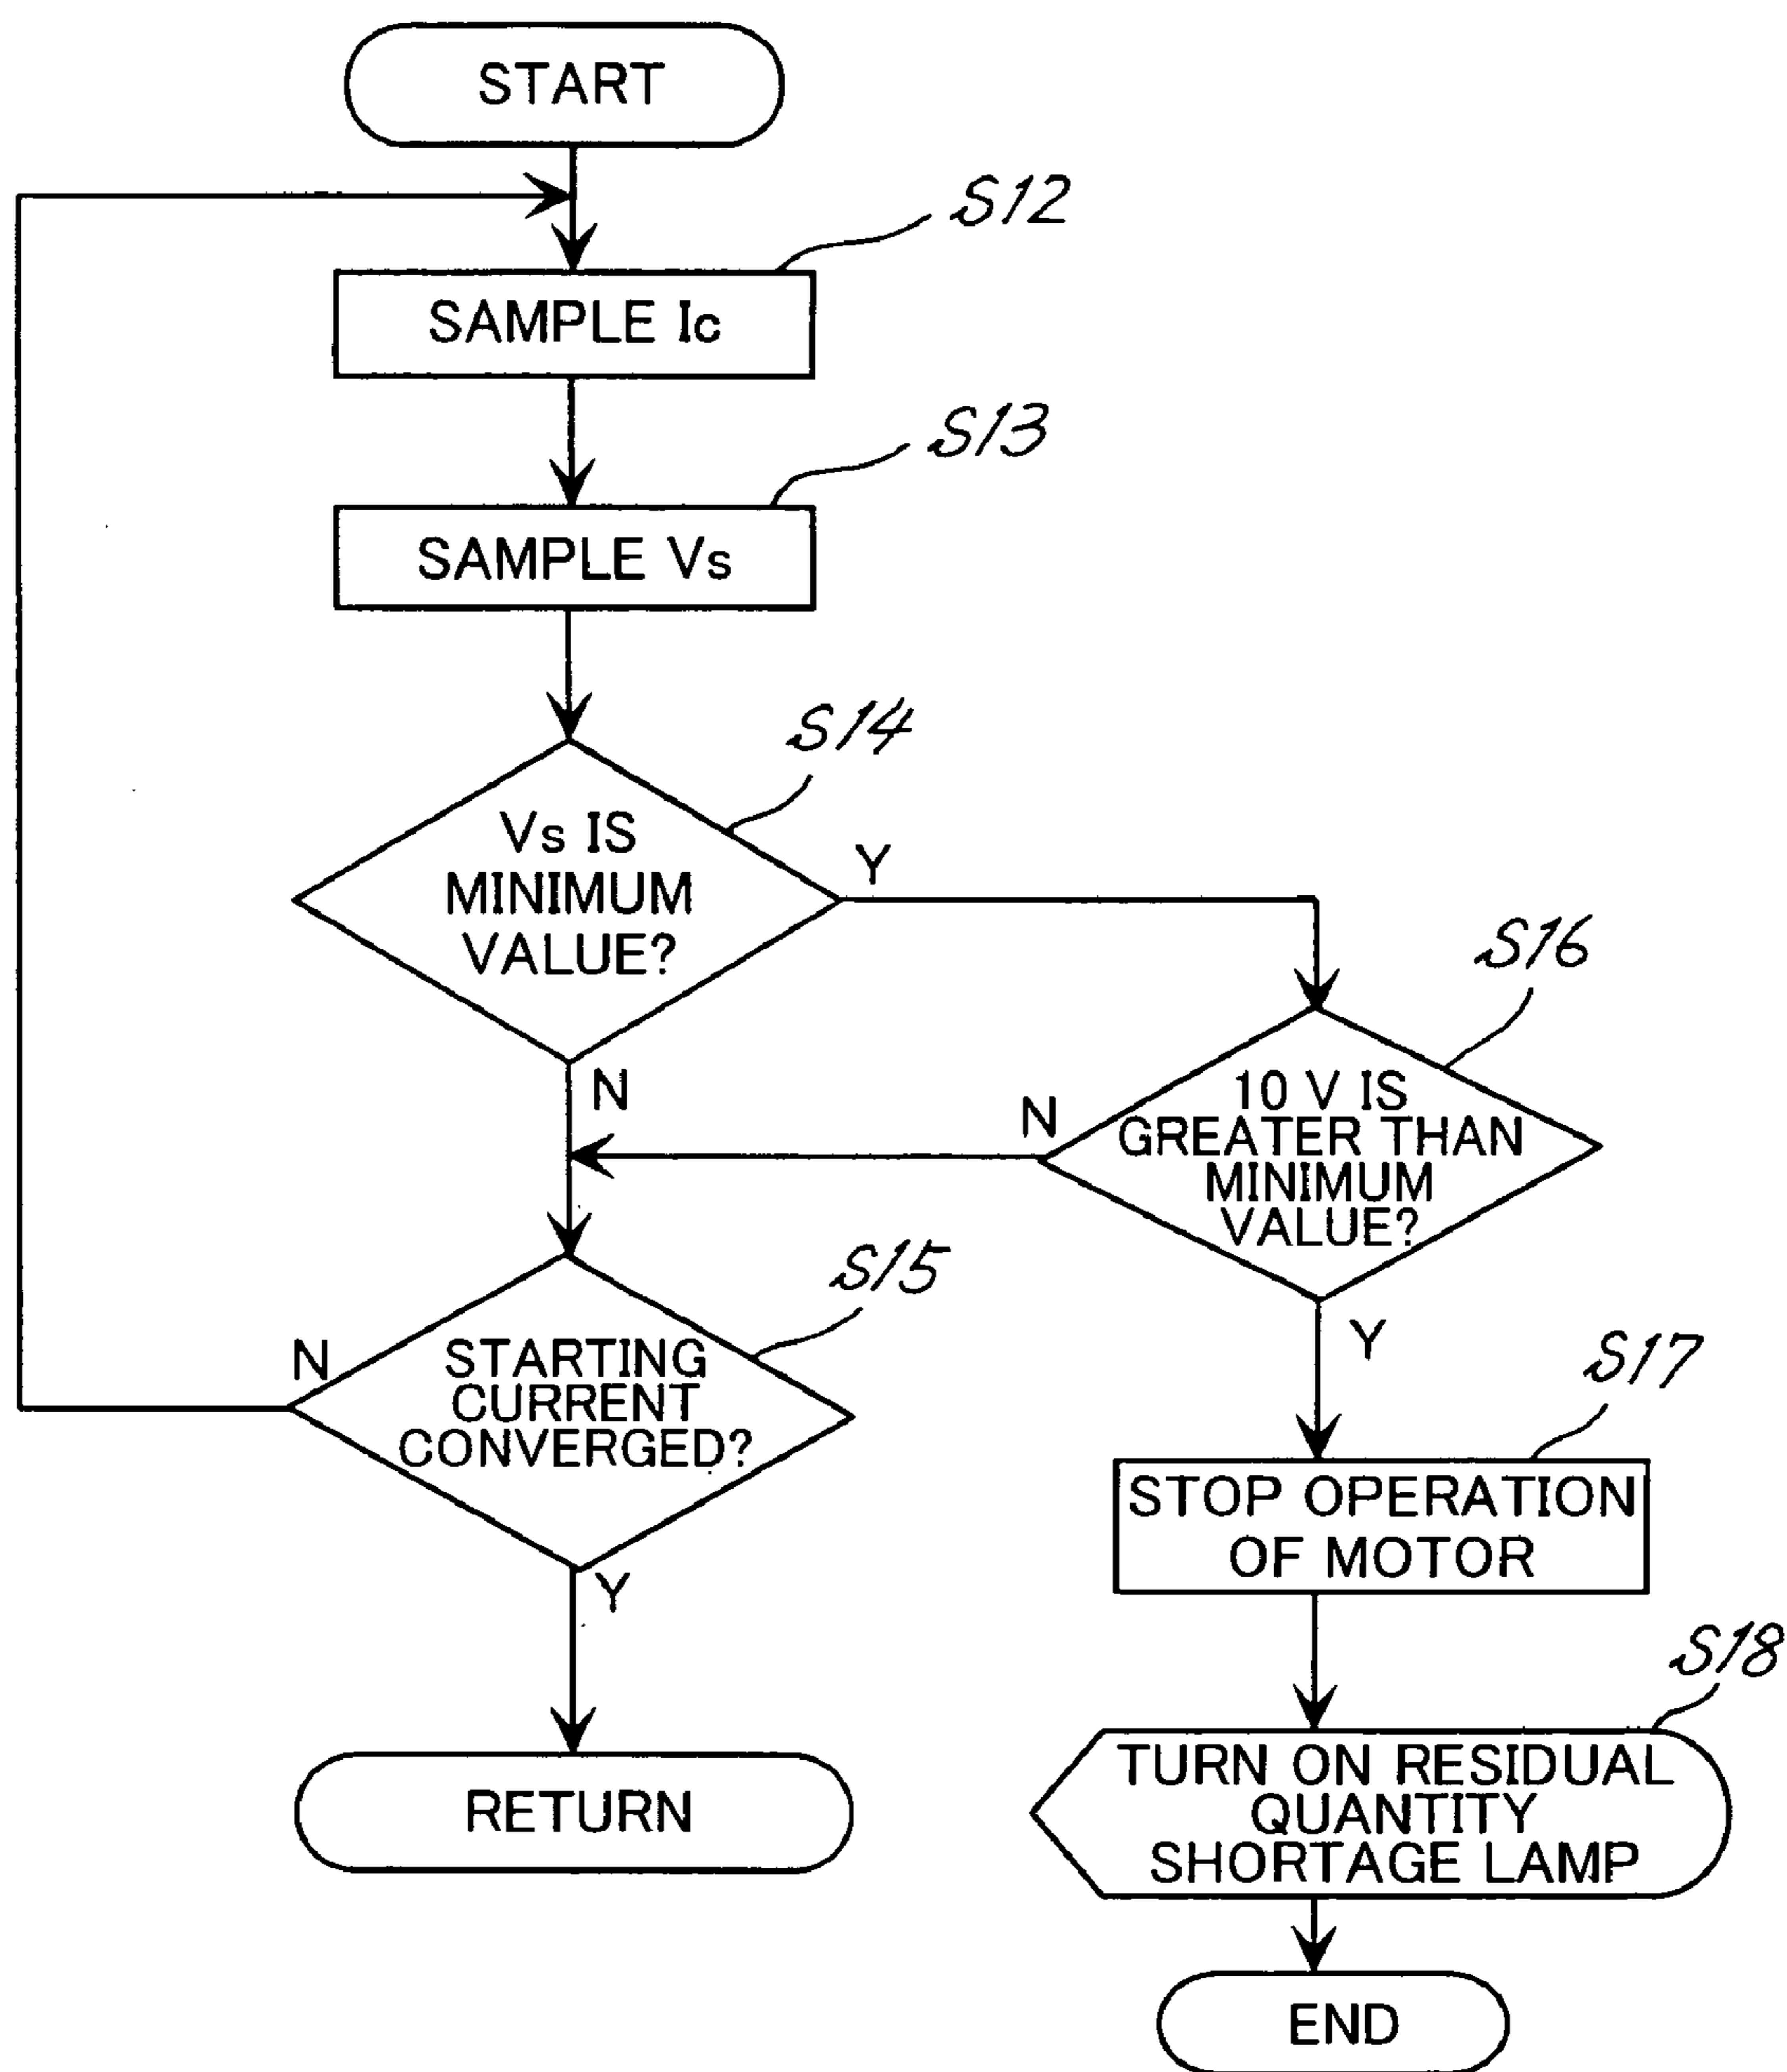 START
S12
SAMPLE Ic
S13
SAMPLE Vs
S14
Vs IS
MINIMUM
VALUE?
Y
N
S16
10 V IS
GREATER THAN
MINIMUM
VALUE?
N
Y
S15
STARTING
CURRENT
CONVERGED?
N
Y
S17
STOP OPERATION
OF MOTOR
S18
TURN ON RESIDUAL
QUANTITY
SHORTAGE LAMP
RETURN
END